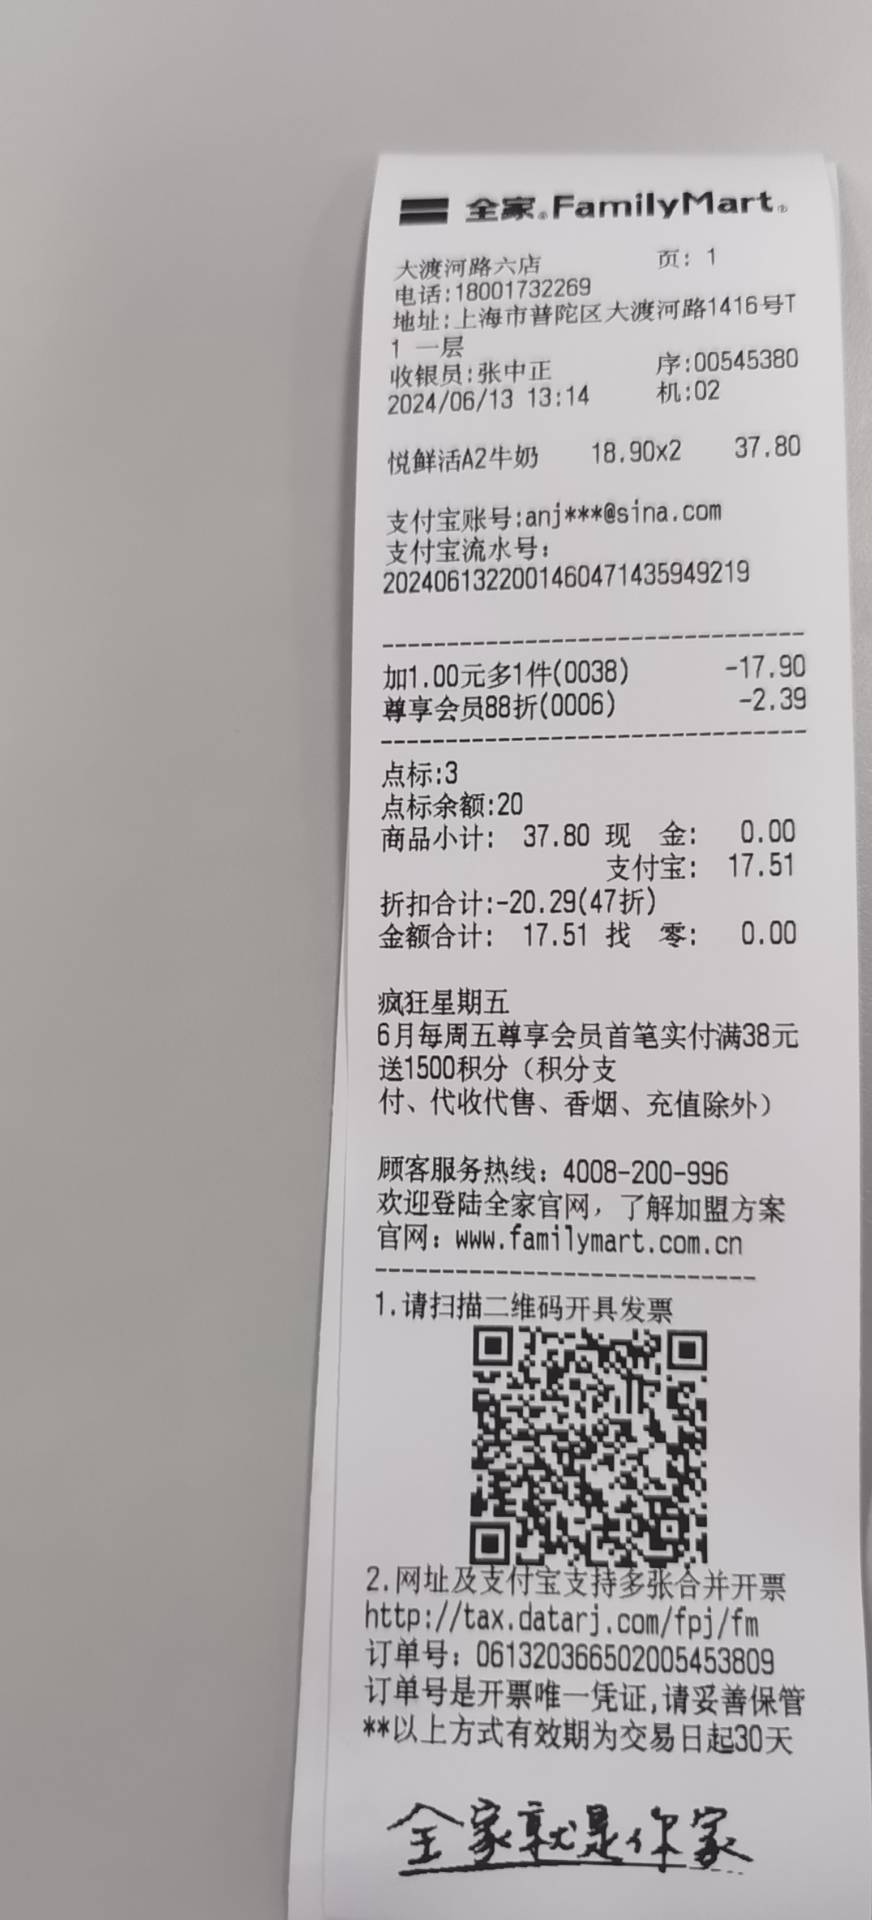 全家®FamilyMart®
大渡河路六店 页: 1
电话:18001732269
地址:上海市普陀区大渡河路1416号T
1 一层
收银员:张中正 序:00545380
2024/06/13 13:14 机:02
悦鲜活A2牛奶 18.90x2 37.80
支付宝账号:anj***@sina.com
支付宝流水号:
2024061322001460471435949219
--------------------------------
加1.00元多1件(0038) -17.90
尊享会员88折(0006) -2.39
--------------------------------
点标:3
点标余额:20
商品小计: 37.80 现 金: 0.00
支付宝: 17.51
折扣合计:-20.29(47折)
金额合计: 17.51 找 零: 0.00
疯狂星期五
6月每周五尊享会员首笔实付满38元
送1500积分（积分支
付、代收代售、香烟、充值除外）
顾客服务热线: 4008-200-996
欢迎登陆全家官网，了解加盟方案
官网: www.familymart.com.cn
------------------------------
1.请扫描二维码开具发票
2.网址及支付宝支持多张合并开票
http://tax.datarj.com/fpj/fm
订单号: 061320366502005453809
订单号是开票唯一凭证,请妥善保管
**以上方式有效期为交易日起30天
全家就是你家